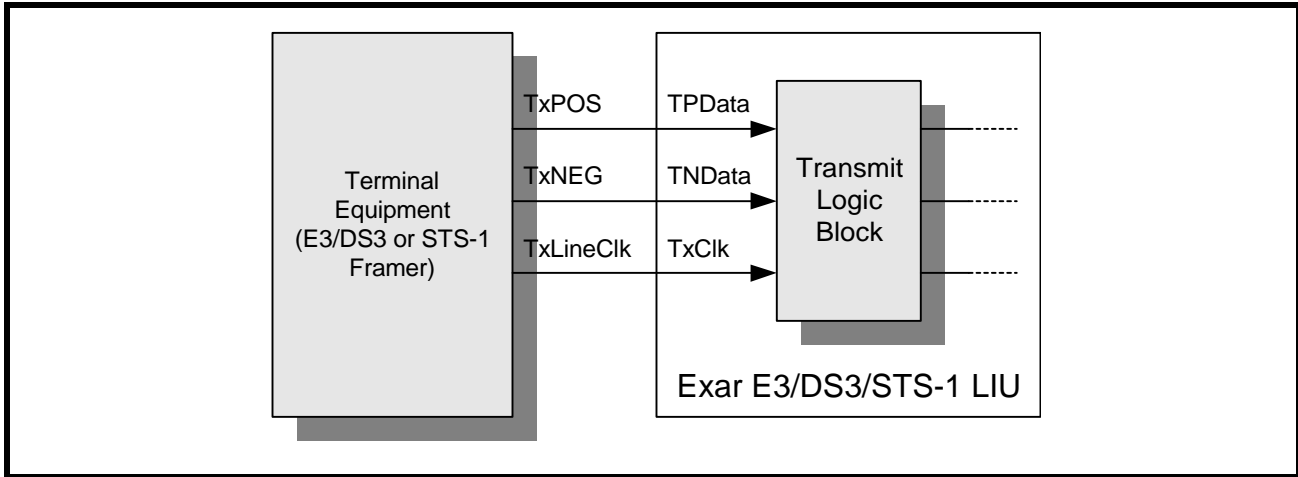 TxPOS
TPData
TxNEG
TNData
TxLineClk
TxClk
Terminal
Equipment
(E3/DS3 or STS-1
Framer)
Transmit
Logic
Block
Exar E3/DS3/STS-1 LIU